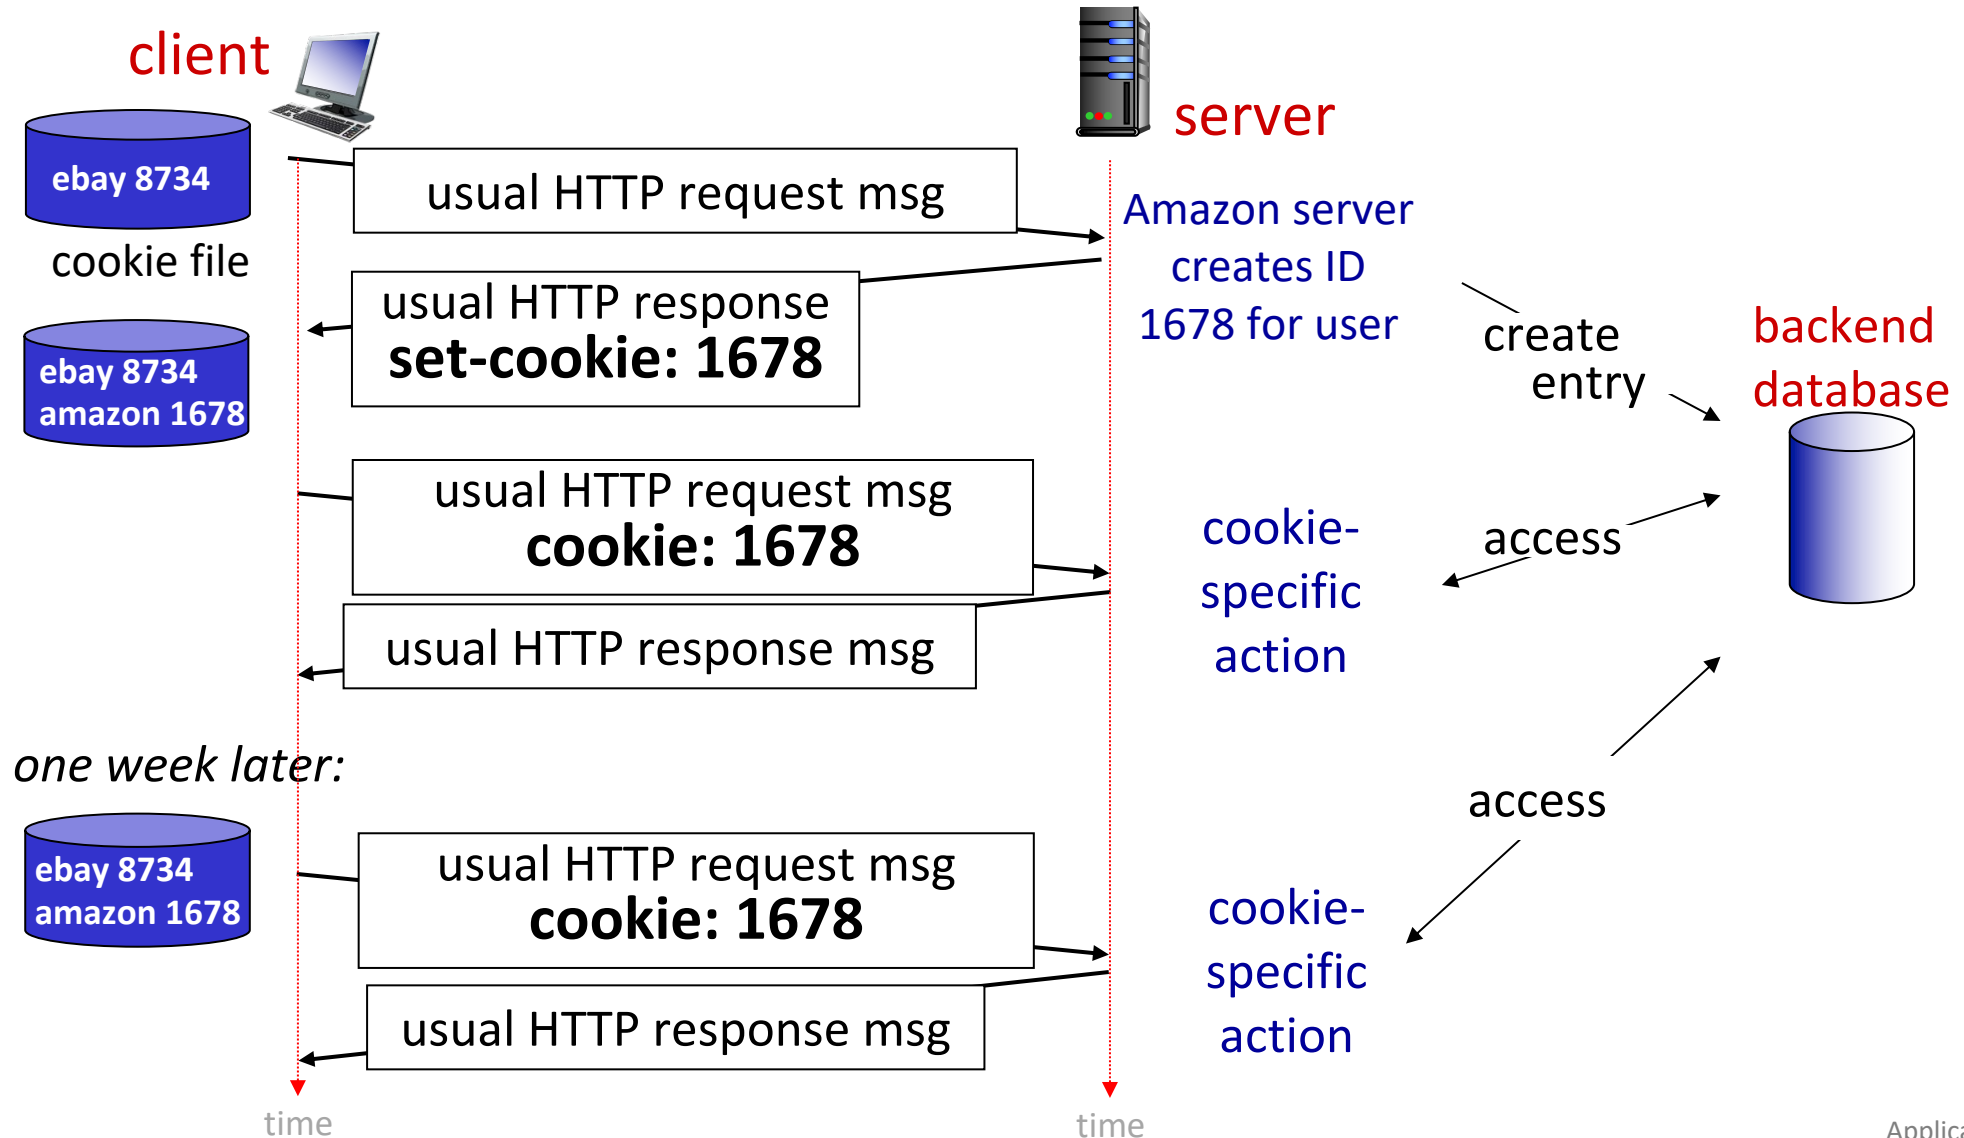 client
server
ebay 8734
usual HTTP request msg
Amazon server
creates ID
1678 for user
cookie file
usual HTTP response
set-cookie: 1678
create
entry
backend
database
ebay 8734
amazon 1678
usual HTTP request msg
cookie: 1678
cookie-
specific
action
access
usual HTTP response msg
one week later:
access
ebay 8734
amazon 1678
usual HTTP request msg
cookie: 1678
cookie-
specific
action
usual HTTP response msg
time
time